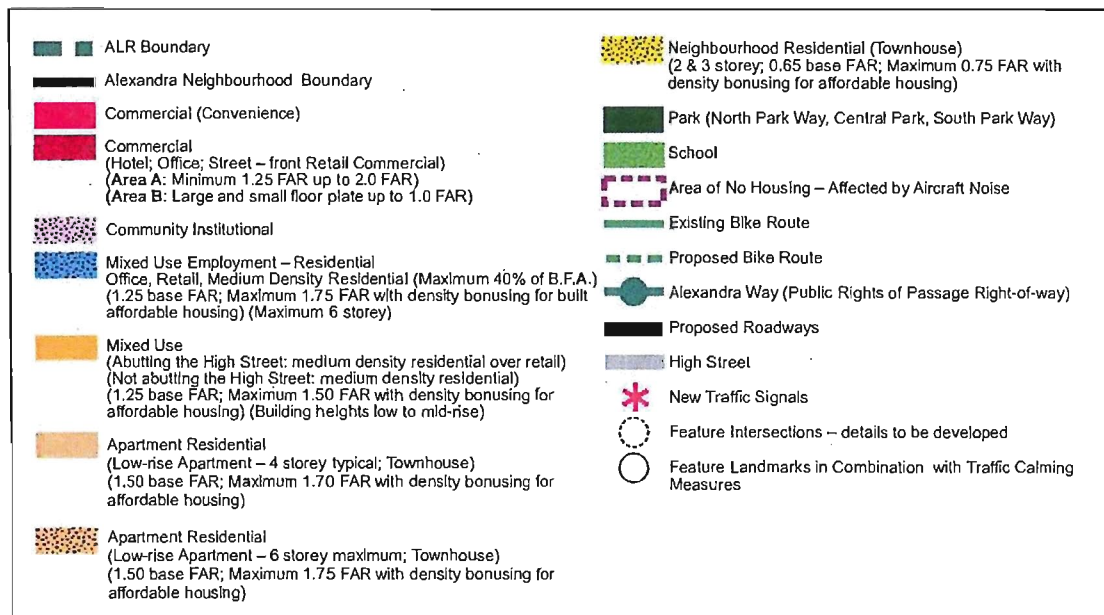 ALR Boundary
Alexandra Neighbourhood Boundary
Commercial (Convenience)
Commercial
(Hotel; Office; Street – front Retail Commercial)
(Area A: Minimum 1.25 FAR up to 2.0 FAR)
(Area B: Large and small floor plate up to 1.0 FAR)
Community Institutional
Mixed Use Employment – Residential
Office, Retail, Medium Density Residential (Maximum 40% of B.F.A.)
(1.25 base FAR; Maximum 1.75 FAR with density bonusing for built
affordable housing) (Maximum 6 storey)
Mixed Use
(Abutting the High Street: medium density residential over retail)
(Not abutting the High Street: medium density residential)
(1.25 base FAR; Maximum 1.50 FAR with density bonusing for
affordable housing) (Building heights low to mid-rise)
Apartment Residential
(Low-rise Apartment – 4 storey typical; Townhouse)
(1.50 base FAR; Maximum 1.70 FAR with density bonusing for
affordable housing)
Apartment Residential
(Low-rise Apartment – 6 storey maximum; Townhouse)
(1.50 base FAR; Maximum 1.75 FAR with density bonusing for
affordable housing)
Neighbourhood Residential (Townhouse)
(2 & 3 storey; 0.65 base FAR; Maximum 0.75 FAR with
density bonusing for affordable housing)
Park (North Park Way, Central Park, South Park Way)
School
Area of No Housing – Affected by Aircraft Noise
Existing Bike Route
Proposed Bike Route
Alexandra Way (Public Rights of Passage Right-of-way)
Proposed Roadways
High Street
New Traffic Signals
Feature Intersections – details to be developed
Feature Landmarks in Combination with Traffic Calming
Measures